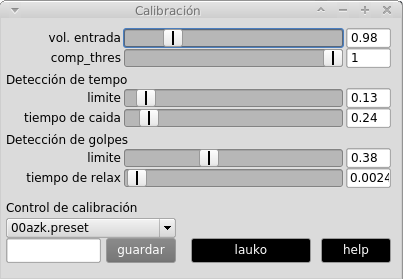 Calibración
vol. entrada 0.98
comp_thres 1
Detección de tempo
limite 0.13
tiempo de caida 0.24
Detección de golpes
limite 0.38
tiempo de relax 0.0024
Control de calibración
00azk.preset
guardar lauko help